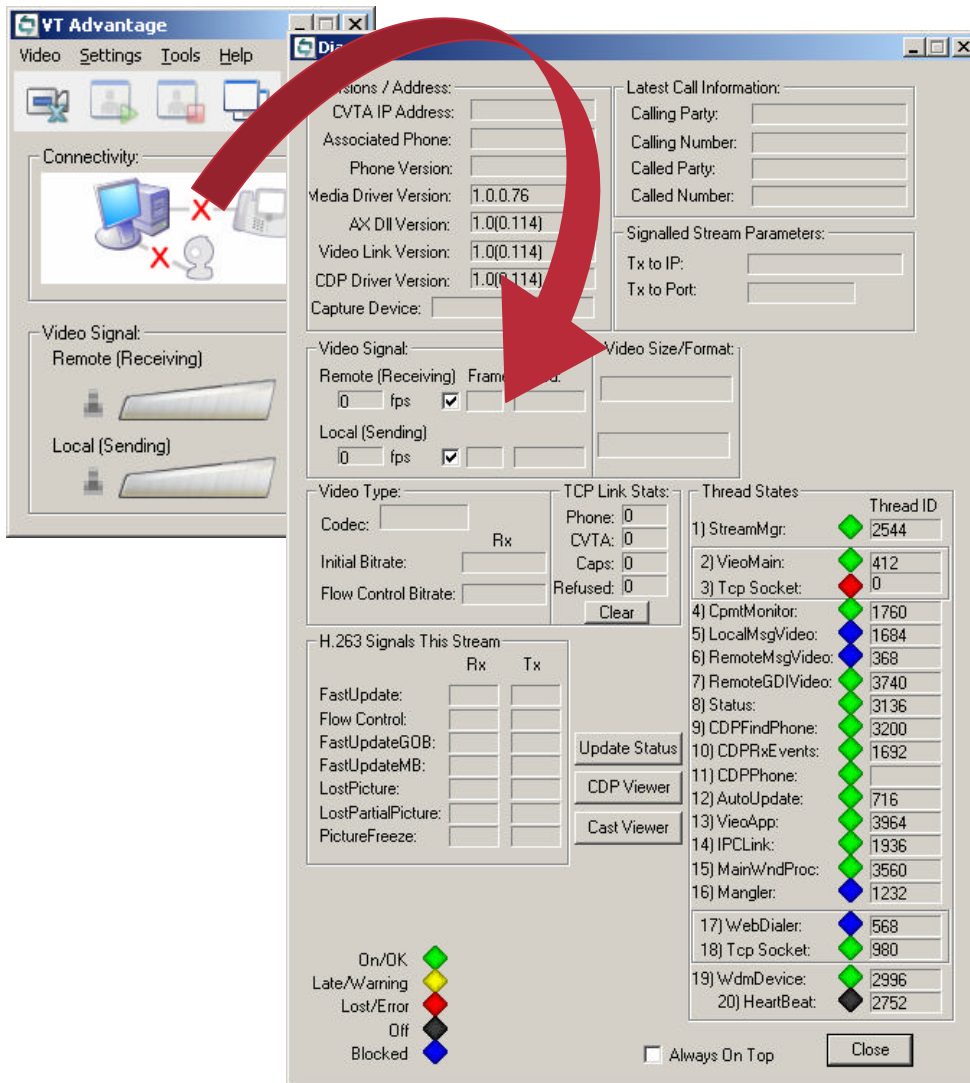 VT Advantage
Video Settings Tools Help
Connectivity:
Video Signal:
Remote (Receiving)
Local (Sending)
Versions / Address:
CVTA IP Address:
Associated Phone:
Phone Version:
Media Driver Version: 1.0.0.76
AX Dll Version: 1.0(0.114)
Video Link Version: 1.0(0.114)
CDP Driver Version: 1.0(0.114)
Capture Device:
Latest Call Information:
Calling Party:
Calling Number:
Called Party:
Called Number:
Signalled Stream Parameters:
Tx to IP:
Tx to Port:
Video Signal:
Remote (Receiving)
0 fps
Local (Sending)
0 fps
Video Size/Format:
Video Type:
Codec:
Rx
Initial Bitrate:
Flow Control Bitrate:
TCP Link Stats:
Phone: 0
CVTA: 0
Caps: 0
Refused: 0
Clear
H.263 Signals This Stream
Rx Tx
FastUpdate:
Flow Control:
FastUpdateGOB:
FastUpdateMB:
LostPicture:
LostPartialPicture:
PictureFreeze:
Update Status
CDP Viewer
Cast Viewer
Thread States
Thread ID
1) StreamMgr: 2544
2) VieoMain: 412
3) Tcp Socket: 0
4) CpmtMonitor: 1760
5) LocalMsgVideo: 1684
6) RemoteMsgVideo: 368
7) RemoteGDIVideo: 3740
8) Status: 3136
9) CDPFindPhone: 3200
10) CDPRxEvents: 1692
11) CDPPhone:
12) AutoUpdate: 716
13) VieoApp: 3964
14) IPCLink: 1936
15) MainWndProc: 3560
16) Mangler: 1232
17) WebDialer: 568
18) Tcp Socket: 980
19) WdmDevice: 2996
20) HeartBeat: 2752
On/OK
Late/Warning
Lost/Error
Off
Blocked
Always On Top
Close